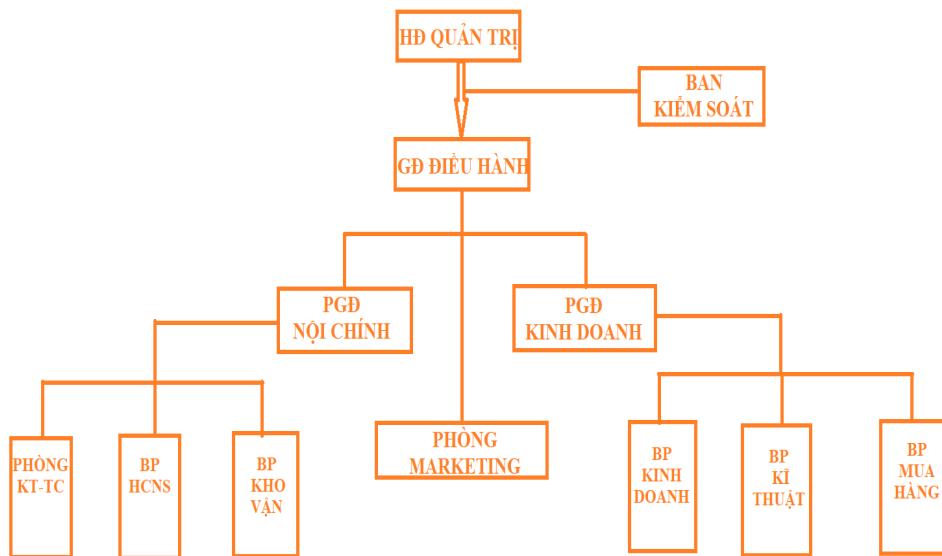 HĐ QUẢN TRỊ
BAN
KIỂM SOÁT
GĐ ĐIỀU HÀNH
PGĐ
NỘI CHÍNH
PGĐ
KINH DOANH
PHÒNG
KT-TC
BP
HCNS
BP
KHO
VẬN
PHÒNG
MARKETING
BP
KINH
DOANH
BP
KĨ
THUẬT
BP
MUA
HÀNG